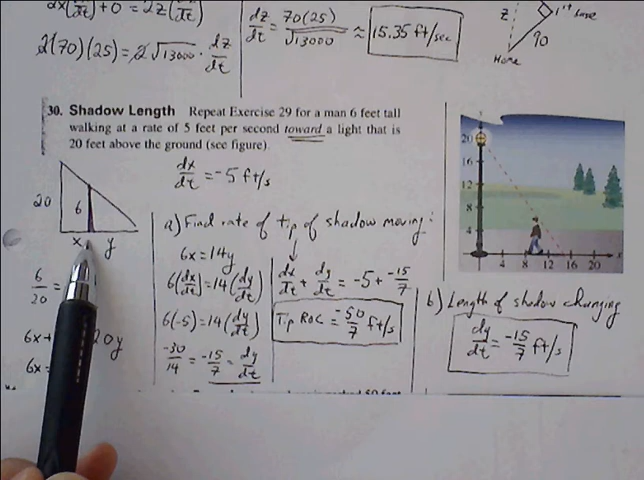 2x(dx/dt)+0 = 2z(dz/dt)
2(70)(25) = 2√13000 · dz/dt
dz/dt = 70(25)/√13000 ≈ 15.35 ft/sec
z
1st base
90
Home
30. Shadow Length Repeat Exercise 29 for a man 6 feet tall
walking at a rate of 5 feet per second toward a light that is
20 feet above the ground (see figure).
dx/dt = -5 ft/s
20
6
x y
6/20 =
6x+ 20y
6x=
a) Find rate of tip of shadow moving:
6x = 14y
6(dx/dt) = 14(dy/dt)
6(-5) = 14(dy/dt)
-30/14 = -15/7 = dy/dt
dx/dt + dy/dt = -5 + -15/7
Tip RoC = -50/7 ft/s
b) Length of shadow changing
dy/dt = -15/7 ft/s
y
20
16
12
8
4
4 8 12 16 20